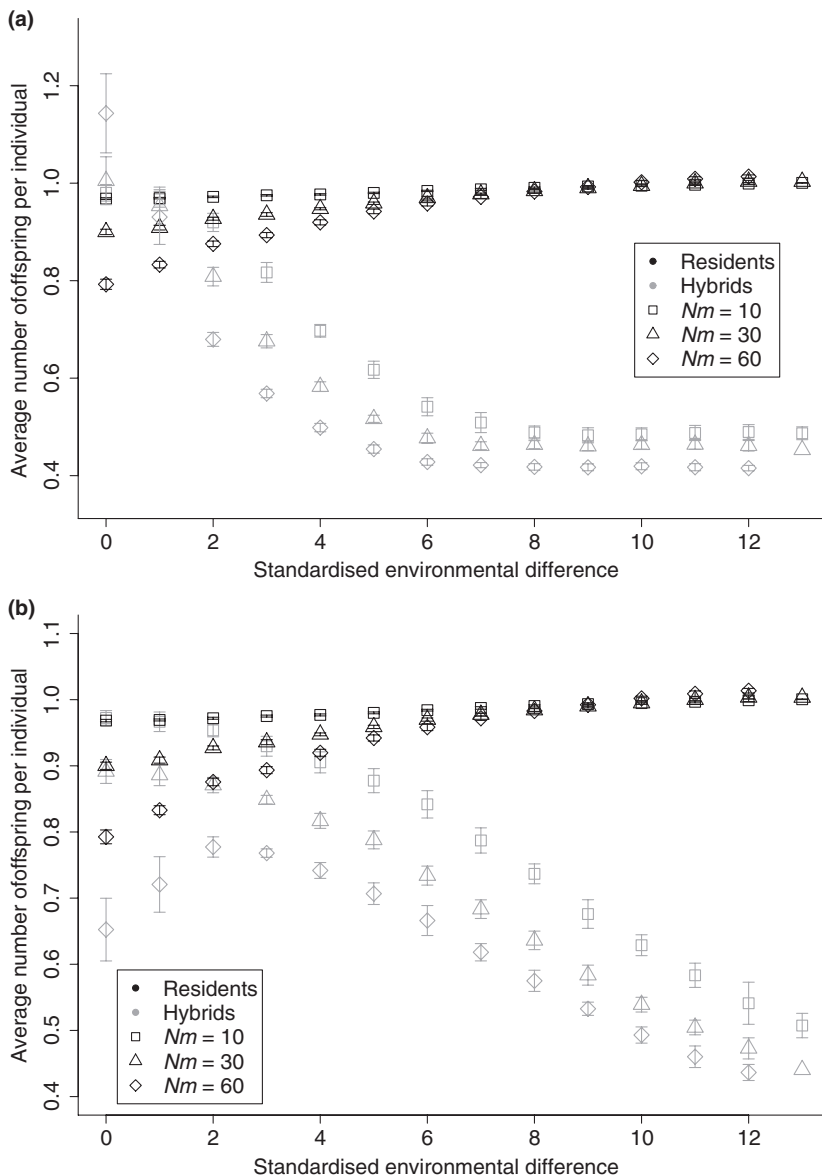 (a)
Average number ofoffspring per individual
1.2
1.0
0.8
0.6
0.4
Residents
Hybrids
Nm = 10
Nm = 30
Nm = 60
0 2 4 6 8 10 12
Standardised environmental difference
(b)
Average number ofoffspring per individual
1.1
1.0
0.9
0.8
0.7
0.6
0.5
0.4
Residents
Hybrids
Nm = 10
Nm = 30
Nm = 60
0 2 4 6 8 10 12
Standardised environmental difference